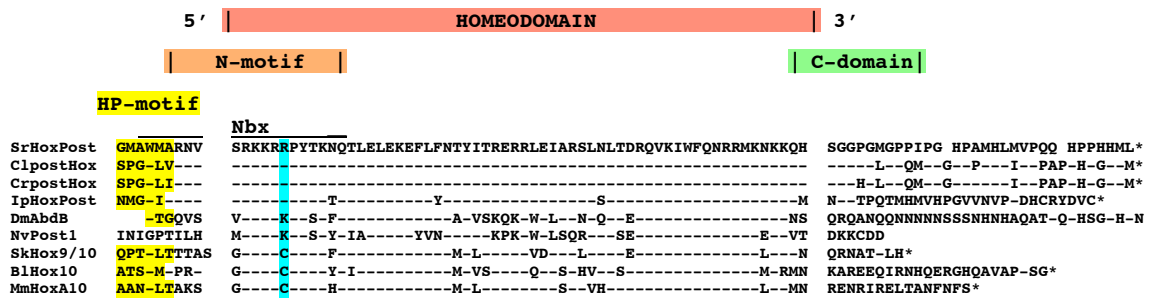 5′ | HOMEODOMAIN | 3′
| N-motif | | C-domain|
HP-motif
Nbx
SrHoxPost GMAWMARNV SRKKRRPYTKNQTLELEKEFLFNTYITRERRLEIARSLNLTDRQVKIWFQNRRMKNKKQH SGGPGMGPPIPG HPAMHLMVPQQ HPPHHML*
ClpostHox SPG-LV--- ------------------------------------------------------------ -----L--QM--G--P---I--PAP-H-G--M*
CrpostHox SPG-LI--- ------------------------------------------------------------ ---H-L--QM--G------I--PAP-H-G--M*
IpHoxPost NMG-I---- ----------T----------Y----------------S--------------------M N--TPQTMHMVHPGVVNVP-DHCRYDVC*
DmAbdB -TGQVS V----K--S-F------------A-VSKQK-W-L--N-Q--E----------------NS QRQANQQNNNNNSSSNHNHAQAT-Q-HSG-H-N
NvPost1 INIGPTILH M----K--S-Y-IA-----YVN-----KPK-W-LSQR---SE-------------E--VT DKKCDD
SkHox9/10 QPT-LTTTAS G----C----F------------M-L------VD---L----E-------------L--N QRNAT-LH*
BlHox10 ATS-M-PR- G----C----Y-I----------M-VS----Q--S-HV---S--------------M-RMN KAREEQIRNHQERGHQAVAP-SG*
MmHoxA10 AAN-LTAKS G----C----H------------M-L--------S--VH----------------L--MN RENRIRELTANFNFS*